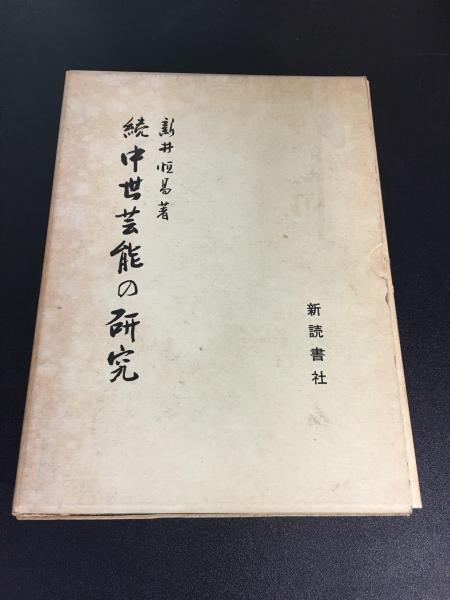 新井恒易著
続中世芸能の研究
新読書社